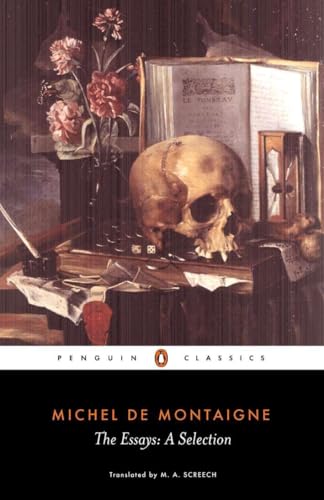 LE TOMBEAU
PENGUIN CLASSICS
MICHEL DE MONTAIGNE
The Essays: A Selection
Translated by M. A. SCREECH